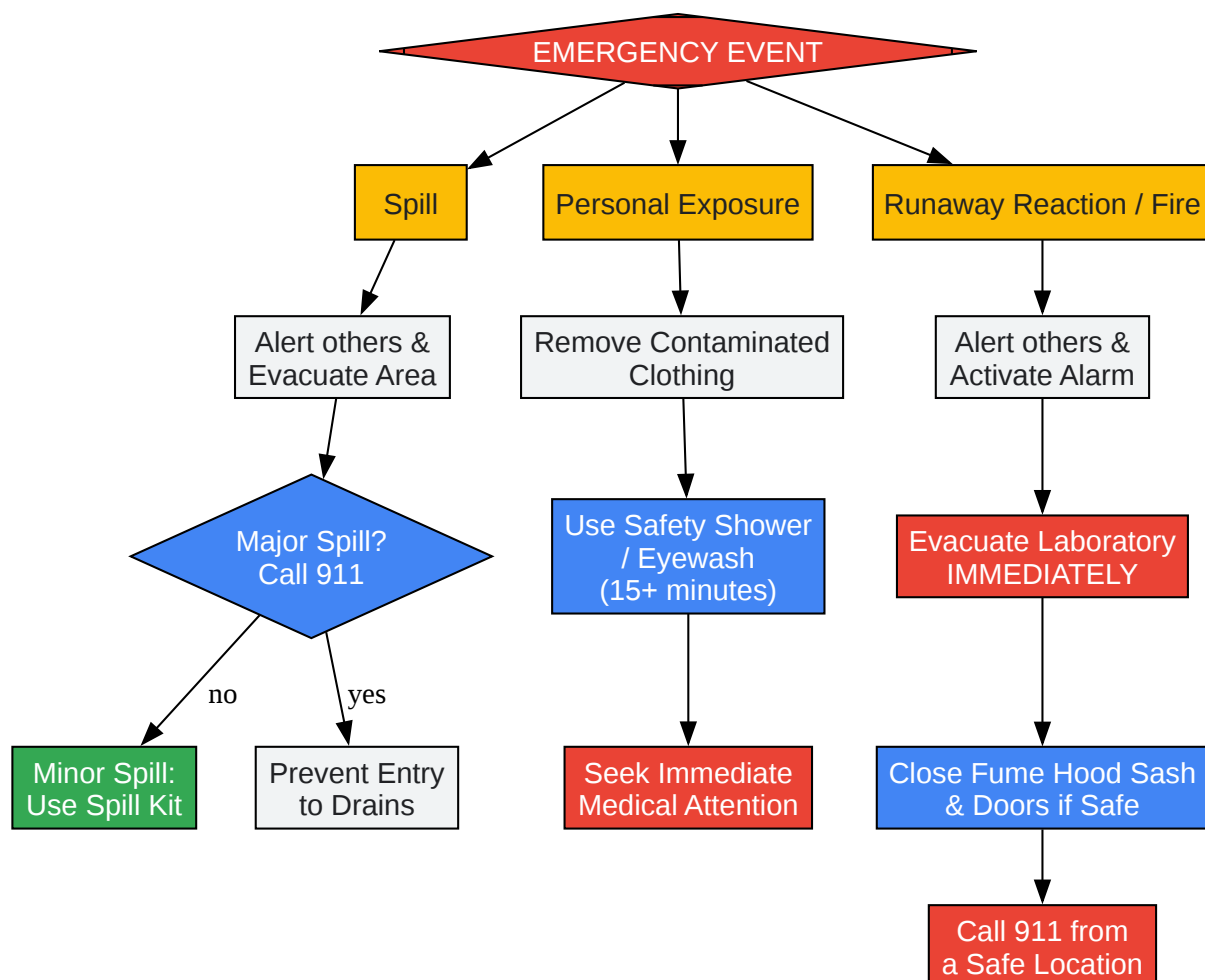 EMERGENCY EVENT
Spill
Personal Exposure
Runaway Reaction / Fire
Alert others &
Evacuate Area
Remove Contaminated
Clothing
Alert others &
Activate Alarm
Major Spill?
Call 911
Use Safety Shower
/ Eyewash
(15+ minutes)
Evacuate Laboratory
IMMEDIATELY
no
yes
Minor Spill:
Use Spill Kit
Prevent Entry
to Drains
Seek Immediate
Medical Attention
Close Fume Hood Sash
& Doors if Safe
Call 911 from
a Safe Location